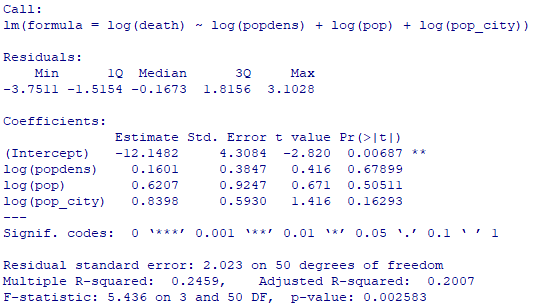 Call:
lm(formula = log(death) ~ log(popdens) + log(pop) + log(pop_city))
Residuals:
    Min      1Q  Median      3Q     Max
-3.7511 -1.5154 -0.1673  1.8156  3.1028
Coefficients:
              Estimate Std. Error t value Pr(>|t|)
(Intercept)   -12.1482     4.3084  -2.820  0.00687 **
log(popdens)    0.1601     0.3847   0.416  0.67899
log(pop)        0.6207     0.9247   0.671  0.50511
log(pop_city)   0.8398     0.5930   1.416  0.16293
---
Signif. codes:  0 ‘***’ 0.001 ‘**’ 0.01 ‘*’ 0.05 ‘.’ 0.1 ‘ ’ 1
Residual standard error: 2.023 on 50 degrees of freedom
Multiple R-squared:  0.2459,    Adjusted R-squared:  0.2007
F-statistic: 5.436 on 3 and 50 DF,  p-value: 0.002583